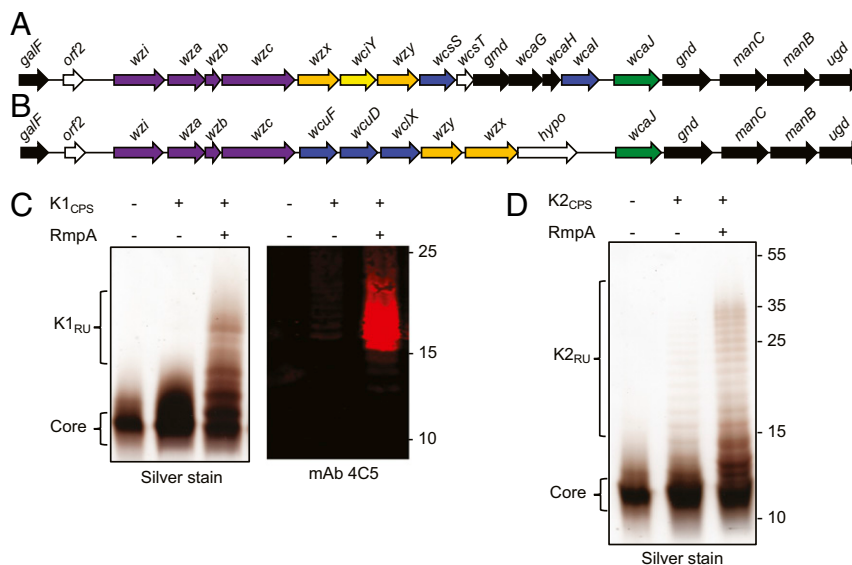 A
galF orf2 wzi wza wzb wzc wzx wciY wzy wcsS wcsT gmd wcaG wcaH wcaI wcaJ gnd manC manB ugd
B
galF orf2 wzi wza wzb wzc wcuF wcuD wclX wzy wzx hypo wcaJ gnd manC manB ugd
C
K1CPS - + + - + +
RmpA - - + - - +
K1RU
Core
25
15
10
Silver stain
mAb 4C5
D
K2CPS - + +
RmpA - - +
K2RU
Core
- 55
- 35
- 25
- 15
- 10
Silver stain